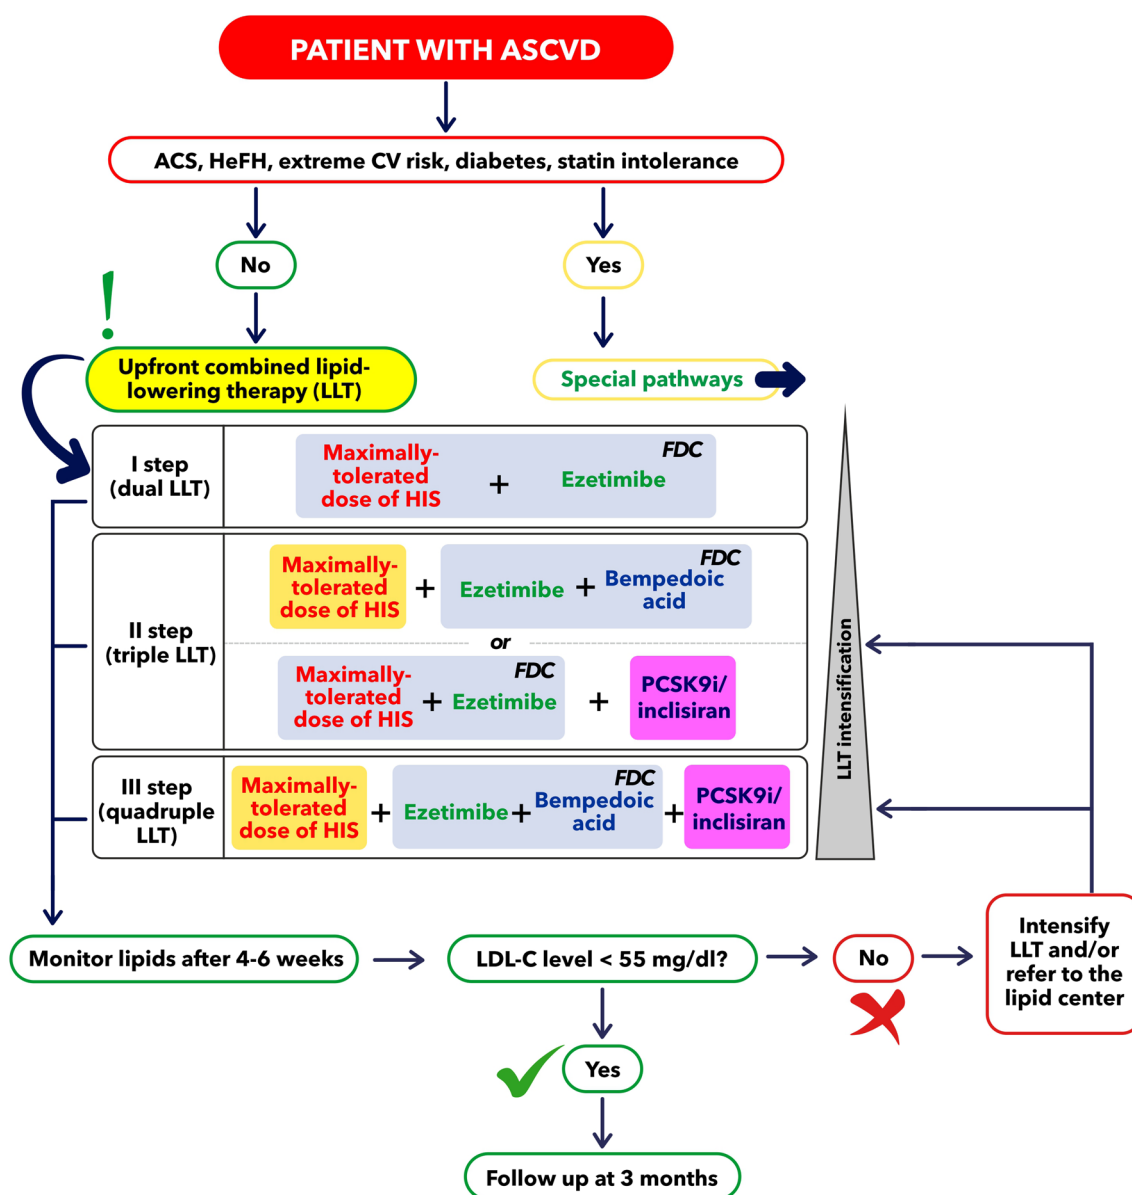 PATIENT WITH ASCVD
ACS, HeFH, extreme CV risk, diabetes, statin intolerance
No
Yes
!
Upfront combined lipid-
lowering therapy (LLT)
Special pathways
I step
(dual LLT)
Maximally-
tolerated
dose of HIS
+
Ezetimibe
FDC
II step
(triple LLT)
Maximally-
tolerated
dose of HIS
+
Ezetimibe
+
Bempedoic
acid
FDC
or
Maximally-
tolerated
dose of HIS
+
Ezetimibe
FDC
+
PCSK9i/
inclisiran
III step
(quadruple
LLT)
Maximally-
tolerated
dose of HIS
+
Ezetimibe
+
Bempedoic
acid
FDC
+
PCSK9i/
inclisiran
LLT intensification
Monitor lipids after 4-6 weeks
LDL-C level < 55 mg/dl?
No
Intensify
LLT and/or
refer to the
lipid center
Yes
Follow up at 3 months